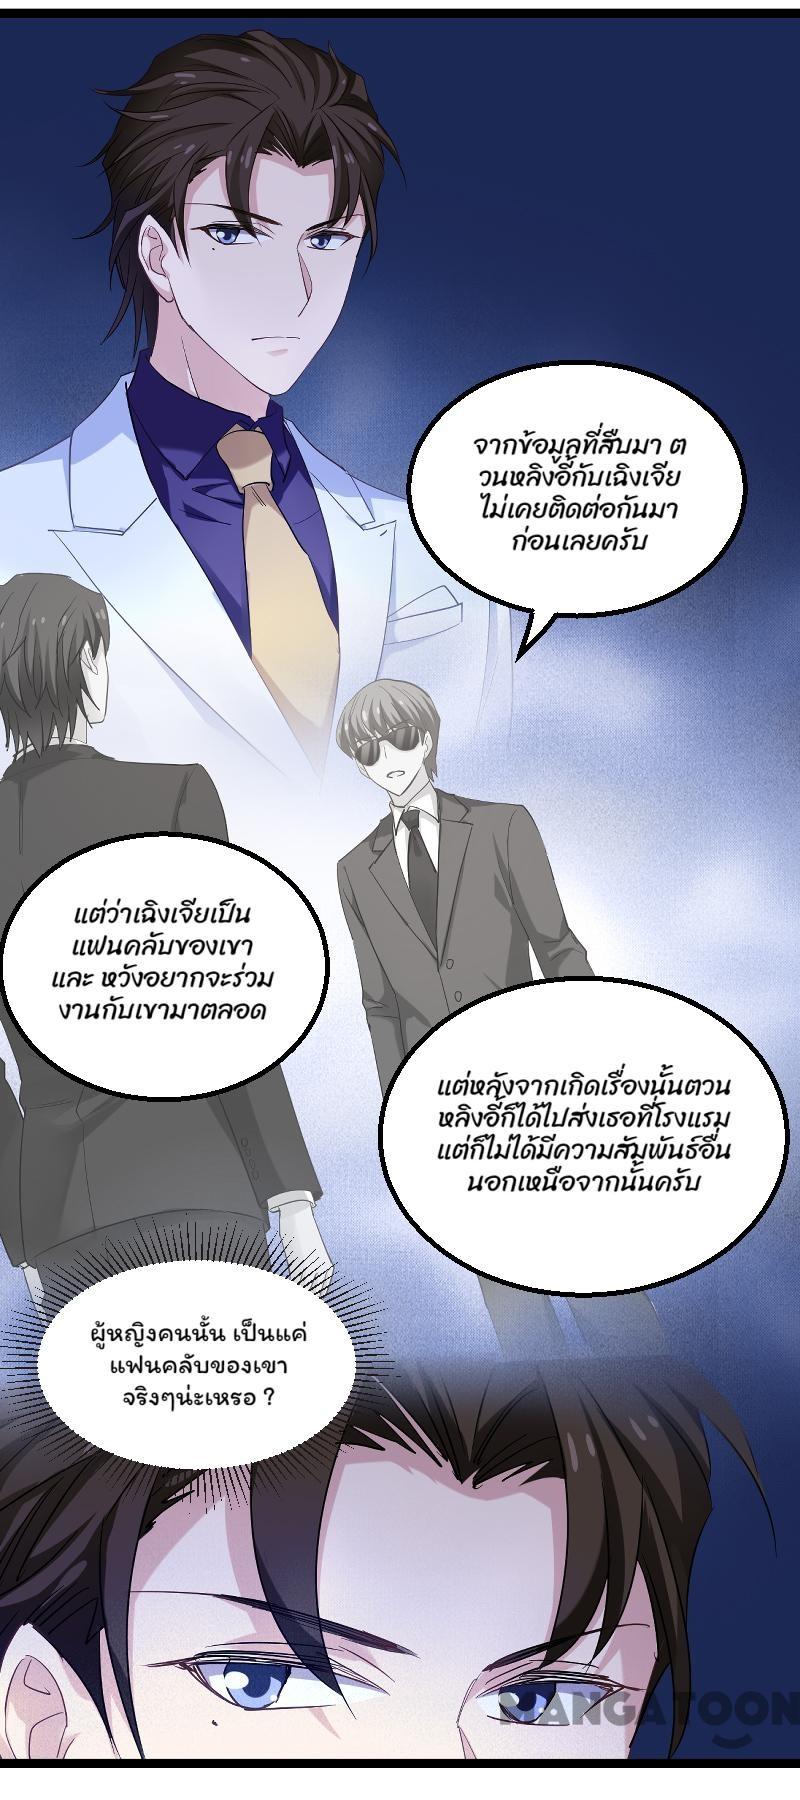 จากข้อมูลที่สืบมา ต
วนหลิงอี้กับเฉิงเจีย
ไม่เคยติดต่อกันมา
ก่อนเลยครับ
แต่ว่าเฉิงเจียเป็น
แฟนคลับของเขา
และ หวังอยากจะร่วม
งานกับเขามาตลอด
แต่หลังจากเกิดเรื่องนั้นตวน
หลิงอี้ก็ได้ไปส่งเธอที่โรงแรม
แต่ก็ไม่ได้มีความสัมพันธ์อื่น
นอกเหนือจากนั้นครับ
ผู้หญิงคนนั้น เป็นแค่
แฟนคลับของเขา
จริงๆน่ะเหรอ ?
MANGATOON